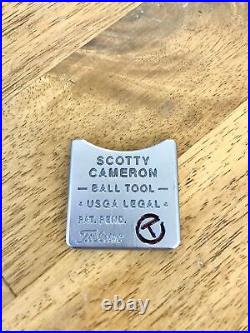 SCOTTY
CAMERON
BALL TOOL
USGA LEGAL
PAT. PEND.
T
Titleist